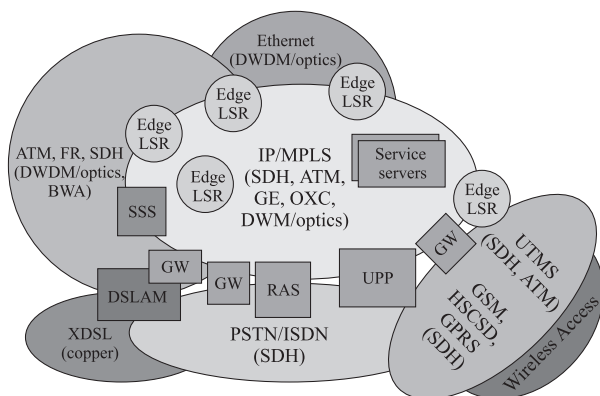 Ethernet
(DWDM/optics)
Edge
LSR
Edge
LSR
Edge
LSR
ATM, FR, SDH
(DWDM/optics,
BWA)
IP/MPLS
(SDH, ATM,
GE, OXC,
DWM/optics)
Service
servers
Edge
LSR
Edge
LSR
SSS
GW
UTMS
(SDH, ATM)
GSM,
HSCSD,
GPRS
(SDH)
Wireless Access
GW
GW
RAS
UPP
DSLAM
XDSL
(copper)
PSTN/ISDN
(SDH)